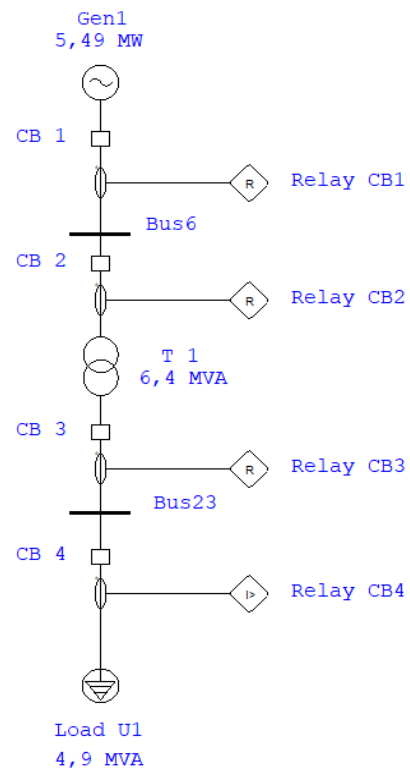 Gen1
5,49 MW
CB 1
R
Relay CB1
Bus6
CB 2
R
Relay CB2
T 1
6,4 MVA
CB 3
R
Relay CB3
Bus23
CB 4
I>
Relay CB4
Load U1
4,9 MVA